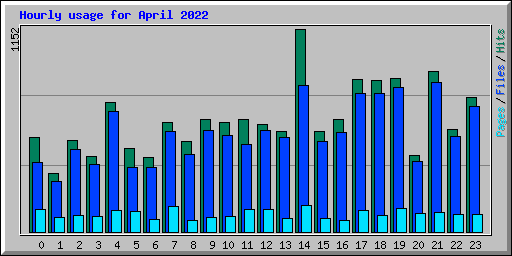 Hourly usage for April 2022
1152
Pages/Files/Hits
0 1 2 3 4 5 6 7 8 9 10 11 12 13 14 15 16 17 18 19 20 21 22 23